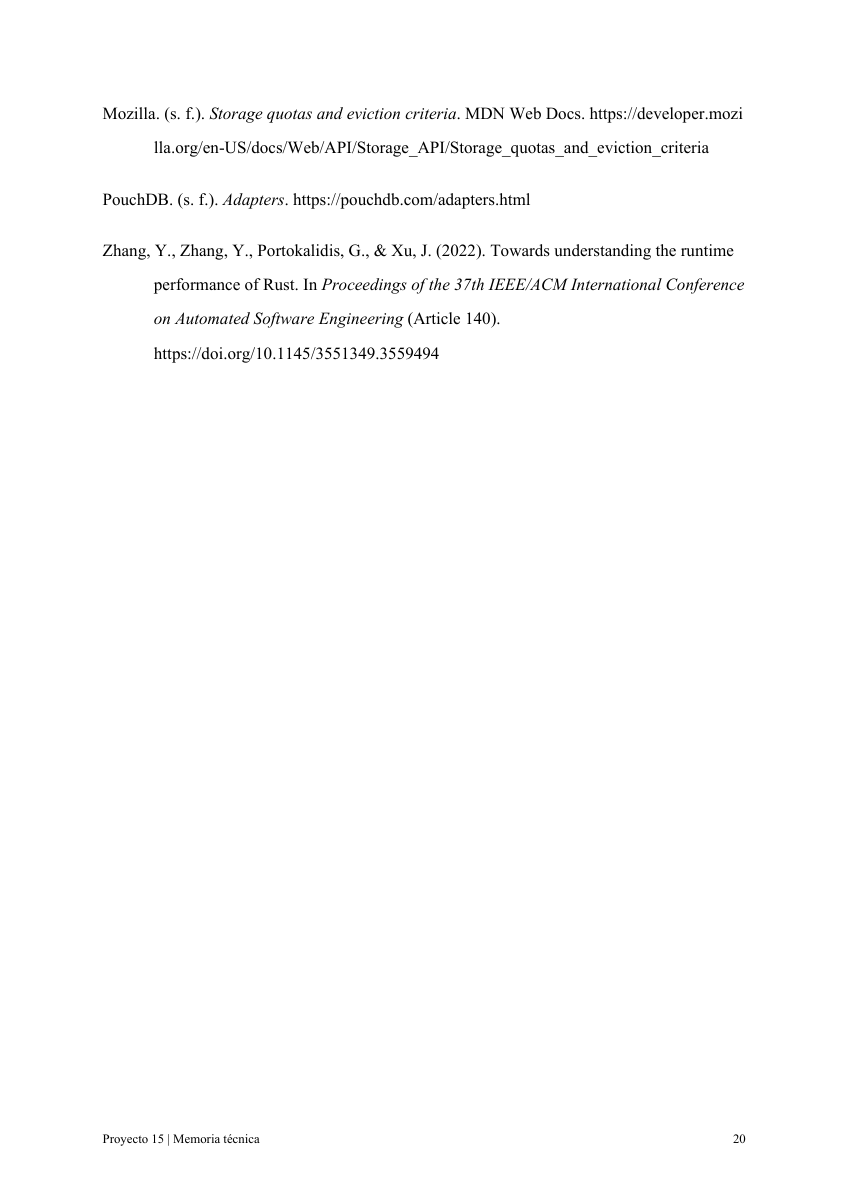 Mozilla. (s. f.). Storage quotas and eviction criteria. MDN Web Docs. https://developer.mozi
lla.org/en-US/docs/Web/API/Storage_API/Storage_quotas_and_eviction_criteria
PouchDB. (s. f.). Adapters. https://pouchdb.com/adapters.html
Zhang, Y., Zhang, Y., Portokalidis, G., & Xu, J. (2022). Towards understanding the runtime
performance of Rust. In Proceedings of the 37th IEEE/ACM International Conference
on Automated Software Engineering (Article 140).
https://doi.org/10.1145/3551349.3559494
Proyecto 15 | Memoria técnica 20